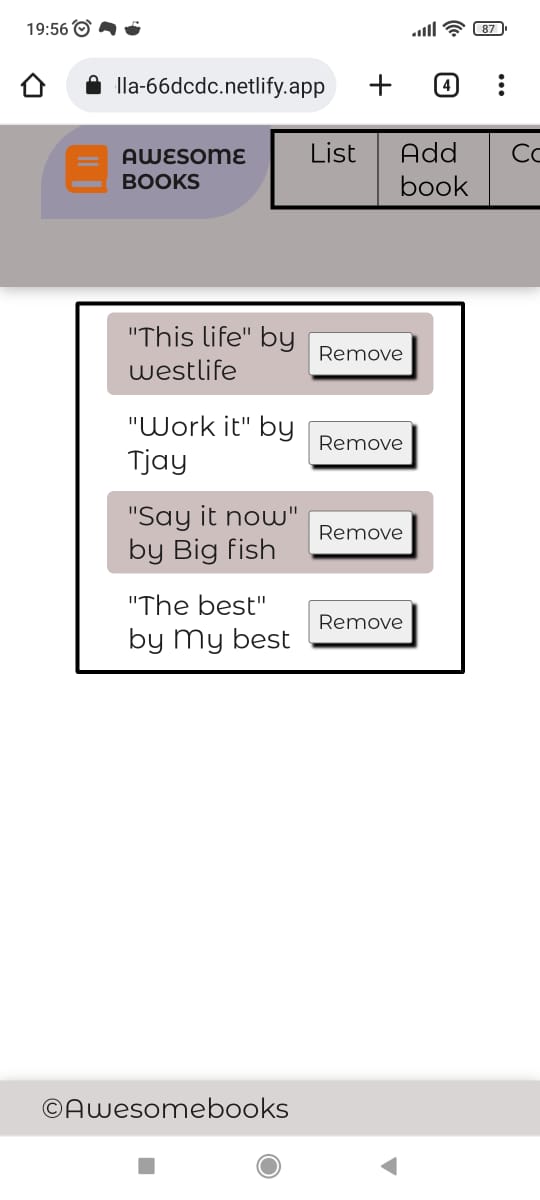 19:56
87
lla-66dcdc.netlify.app
4
AWESOME
BOOKS
List
Add
book
Co
"This life" by
westlife
Remove
"Work it" by
Tjay
Remove
"Say it now"
by Big fish
Remove
"The best"
by My best
Remove
©Awesomebooks